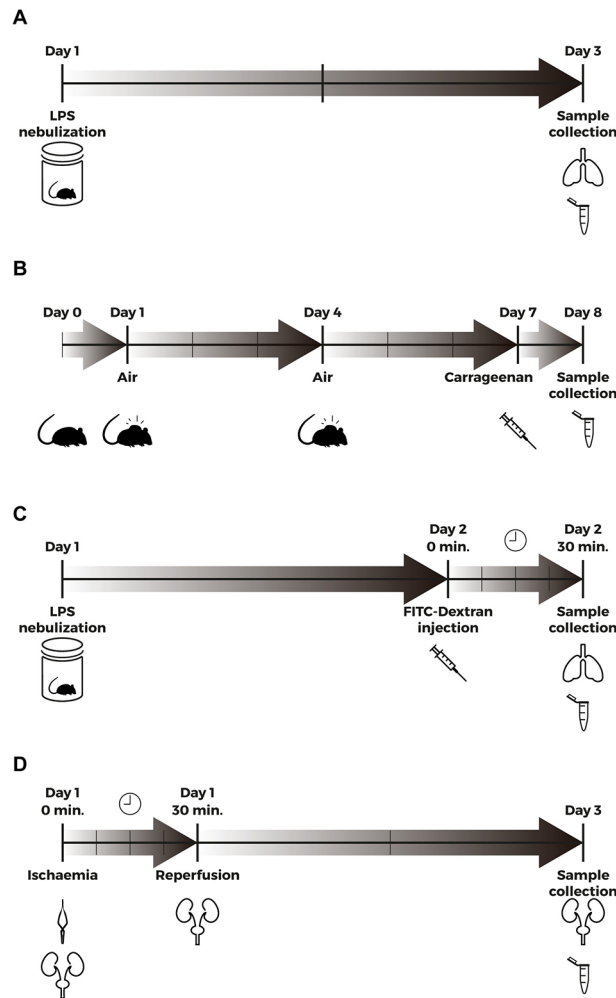 A
Day 1
Day 3
LPS
nebulization
Sample
collection
B
Day 0
Day 1
Day 4
Day 7
Day 8
Air
Air
Carrageenan
Sample
collection
C
Day 1
Day 2
0 min.
Day 2
30 min.
LPS
nebulization
FITC-Dextran
injection
Sample
collection
D
Day 1
0 min.
Day 1
30 min.
Day 3
Ischaemia
Reperfusion
Sample
collection